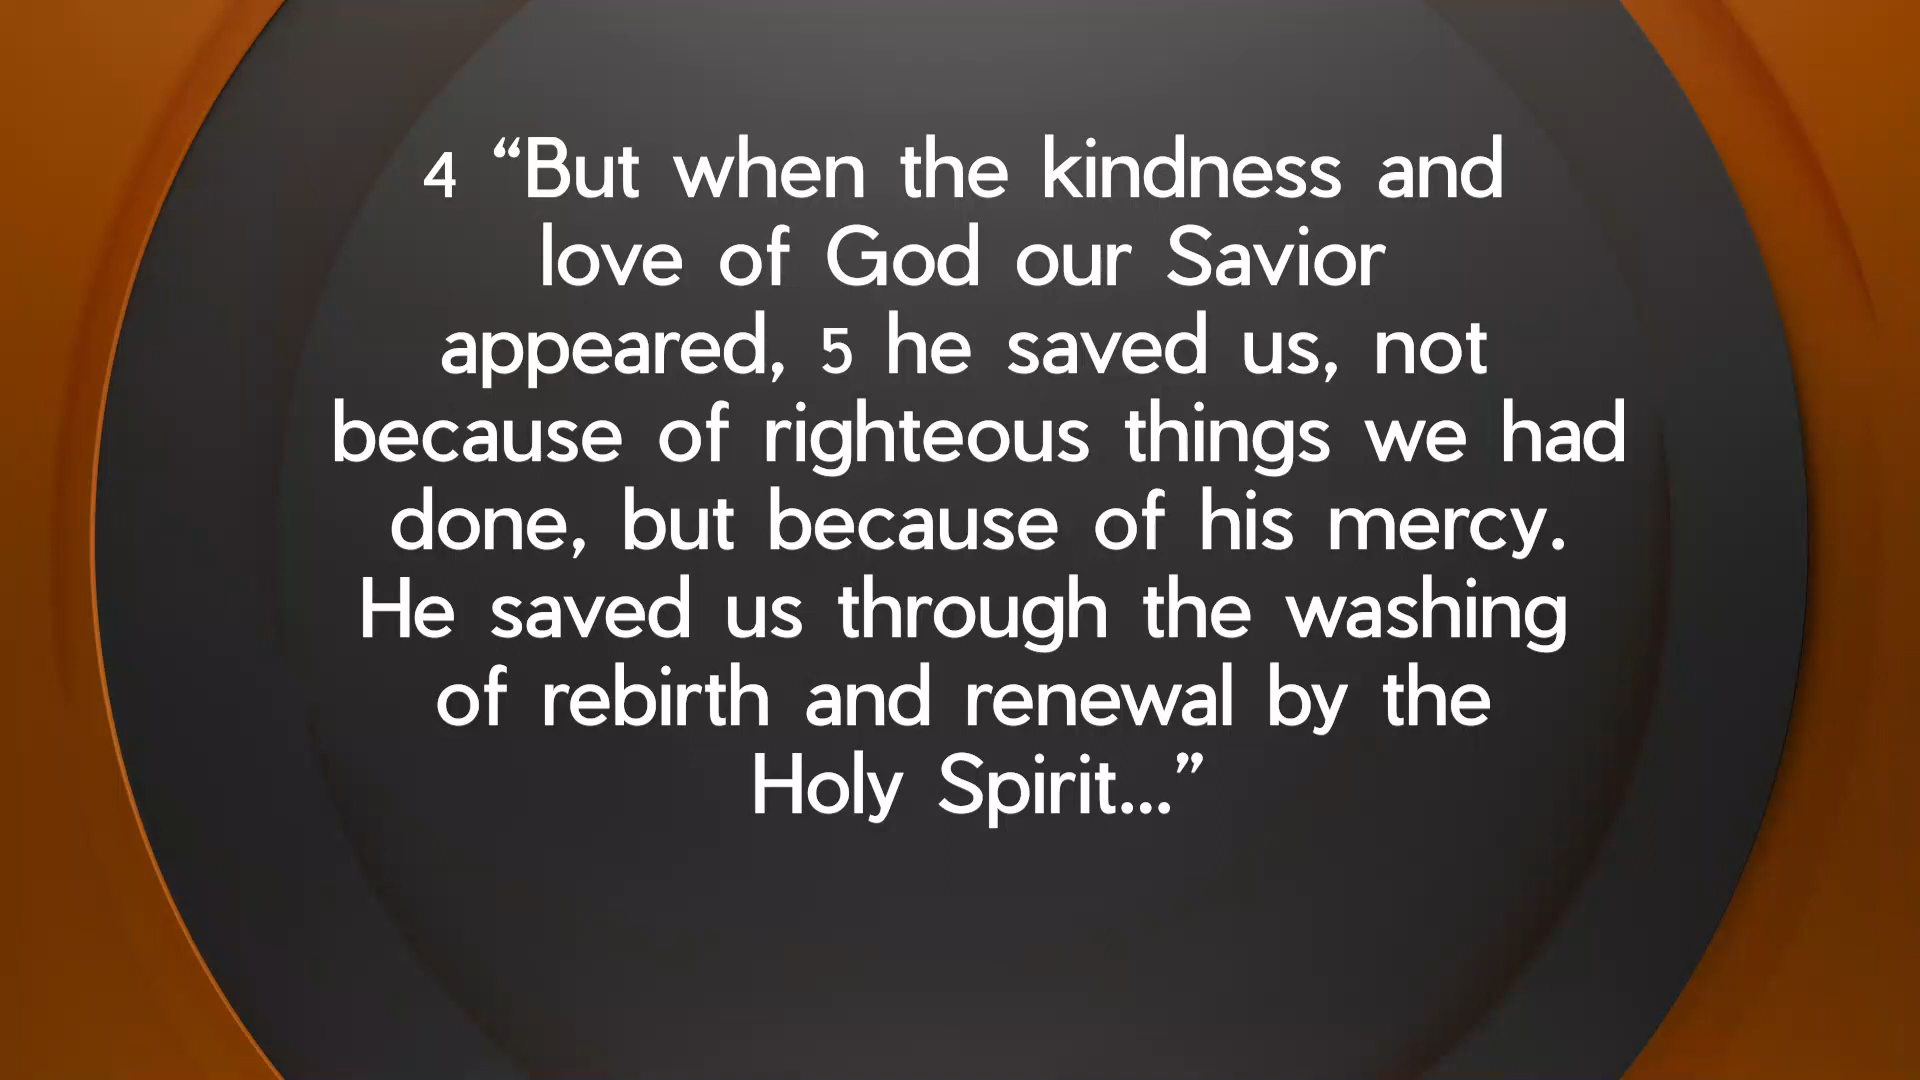 4 “But when the kindness and
love of God our Savior
appeared, 5 he saved us, not
because of righteous things we had
done, but because of his mercy.
He saved us through the washing
of rebirth and renewal by the
Holy Spirit...”